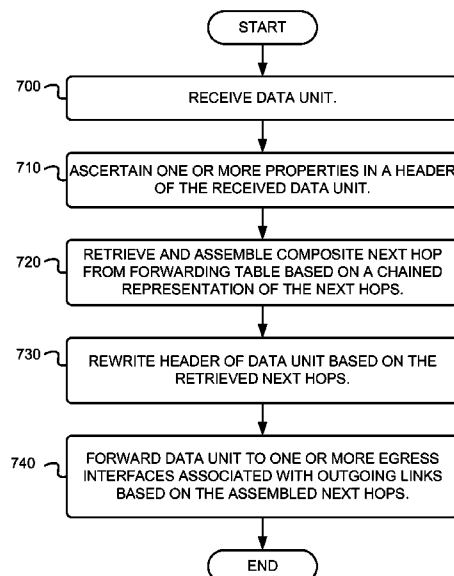 START
700
RECEIVE DATA UNIT.
710
ASCERTAIN ONE OR MORE PROPERTIES IN A HEADER
OF THE RECEIVED DATA UNIT.
720
RETRIEVE AND ASSEMBLE COMPOSITE NEXT HOP
FROM FORWARDING TABLE BASED ON A CHAINED
REPRESENTATION OF THE NEXT HOPS.
730
REWRITE HEADER OF DATA UNIT BASED ON THE
RETRIEVED NEXT HOPS.
740
FORWARD DATA UNIT TO ONE OR MORE EGRESS
INTERFACES ASSOCIATED WITH OUTGOING LINKS
BASED ON THE ASSEMBLED NEXT HOPS.
END